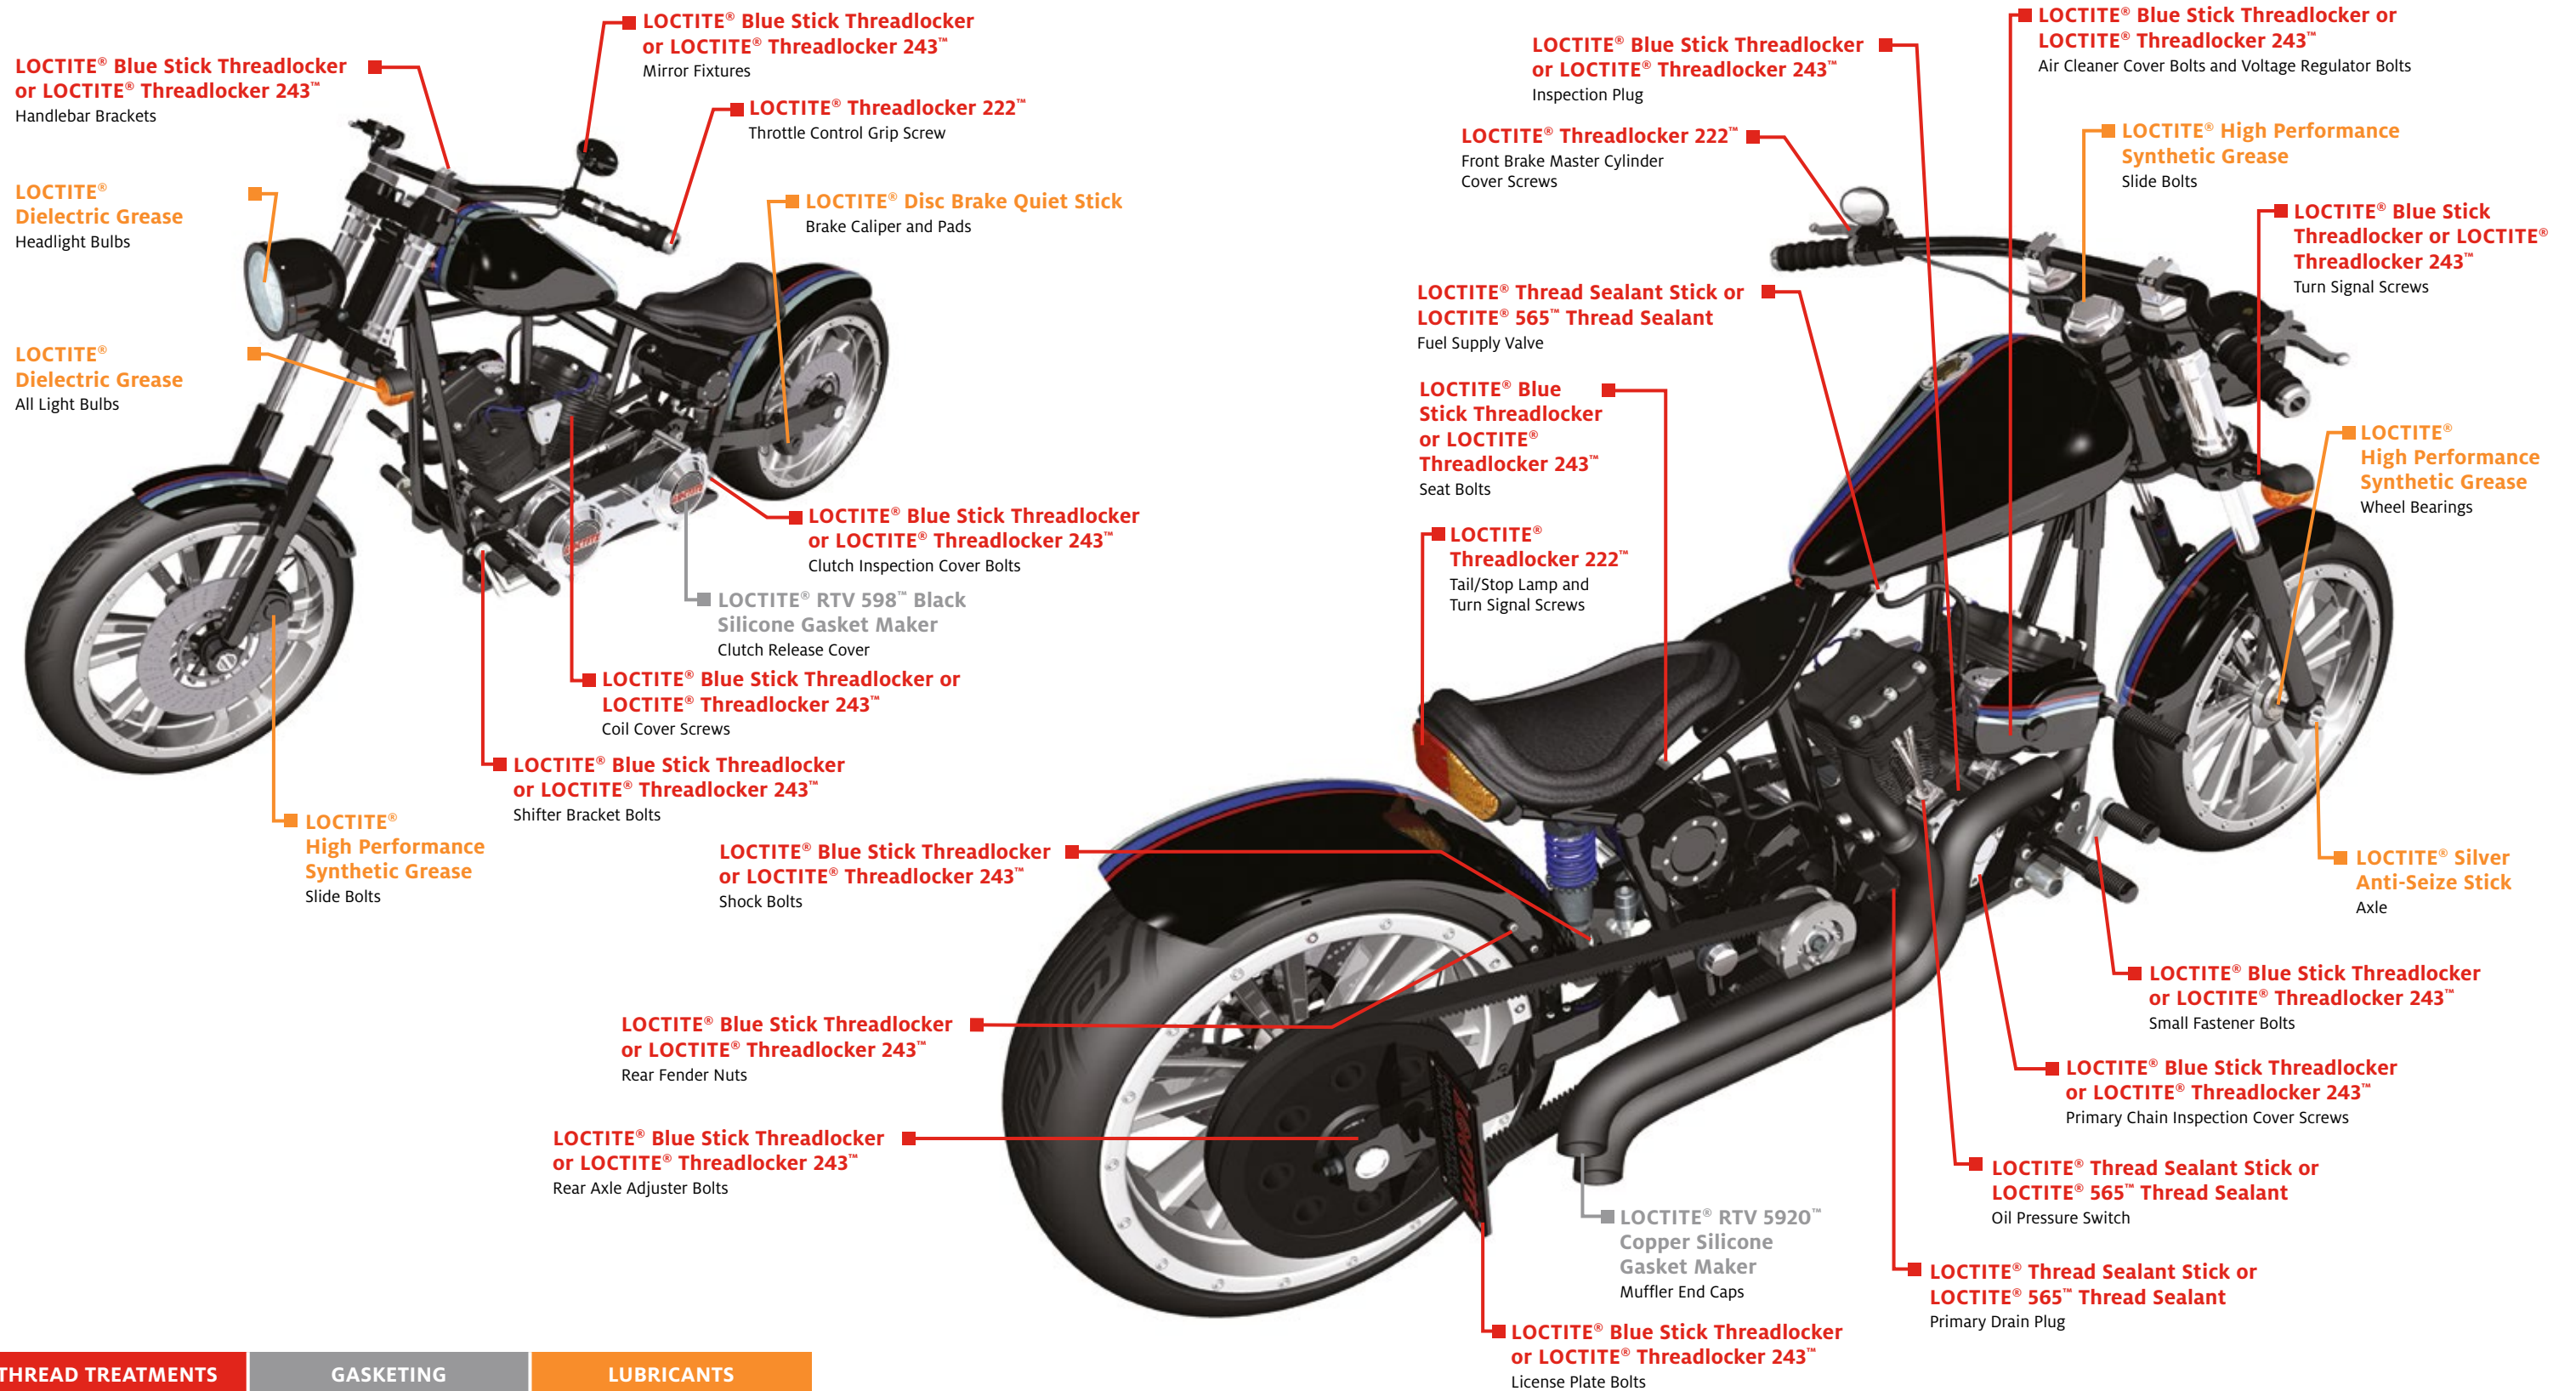 LOCTITE® Blue Stick Threadlocker
or LOCTITE® Threadlocker 243™
Handlebar Brackets
LOCTITE® Blue Stick Threadlocker
or LOCTITE® Threadlocker 243™
Mirror Fixtures
LOCTITE® Threadlocker 222™
Throttle Control Grip Screw
LOCTITE®
Dielectric Grease
Headlight Bulbs
LOCTITE® Disc Brake Quiet Stick
Brake Caliper and Pads
LOCTITE®
Dielectric Grease
All Light Bulbs
LOCTITE
LOCTITE
LOCTITE® Blue Stick Threadlocker
or LOCTITE® Threadlocker 243™
Clutch Inspection Cover Bolts
LOCTITE® RTV 598™ Black
Silicone Gasket Maker
Clutch Release Cover
LOCTITE® Blue Stick Threadlocker or
LOCTITE® Threadlocker 243™
Coil Cover Screws
LOCTITE® Blue Stick Threadlocker
or LOCTITE® Threadlocker 243™
Shifter Bracket Bolts
LOCTITE®
High Performance
Synthetic Grease
Slide Bolts
LOCTITE® Blue Stick Threadlocker
or LOCTITE® Threadlocker 243™
Inspection Plug
LOCTITE® Blue Stick Threadlocker or
LOCTITE® Threadlocker 243™
Air Cleaner Cover Bolts and Voltage Regulator Bolts
LOCTITE® Threadlocker 222™
Front Brake Master Cylinder
Cover Screws
LOCTITE® High Performance
Synthetic Grease
Slide Bolts
LOCTITE® Blue Stick
Threadlocker or LOCTITE®
Threadlocker 243™
Turn Signal Screws
LOCTITE® Thread Sealant Stick or
LOCTITE® 565™ Thread Sealant
Fuel Supply Valve
LOCTITE® Blue
Stick Threadlocker
or LOCTITE®
Threadlocker 243™
Seat Bolts
LOCTITE®
High Performance
Synthetic Grease
Wheel Bearings
LOCTITE®
Threadlocker 222™
Tail/Stop Lamp and
Turn Signal Screws
LOCTITE® Blue Stick Threadlocker
or LOCTITE® Threadlocker 243™
Shock Bolts
LOCTITE® Silver
Anti-Seize Stick
Axle
LOCTITE® Blue Stick Threadlocker
or LOCTITE® Threadlocker 243™
Small Fastener Bolts
LOCTITE® Blue Stick Threadlocker
or LOCTITE® Threadlocker 243™
Rear Fender Nuts
LOCTITE® Blue Stick Threadlocker
or LOCTITE® Threadlocker 243™
Primary Chain Inspection Cover Screws
LOCTITE® Blue Stick Threadlocker
or LOCTITE® Threadlocker 243™
Rear Axle Adjuster Bolts
LOCTITE® Thread Sealant Stick or
LOCTITE® 565™ Thread Sealant
Oil Pressure Switch
LOCTITE
LOCTITE® RTV 5920™
Copper Silicone
Gasket Maker
Muffler End Caps
LOCTITE® Thread Sealant Stick or
LOCTITE® 565™ Thread Sealant
Primary Drain Plug
LOCTITE® Blue Stick Threadlocker
or LOCTITE® Threadlocker 243™
License Plate Bolts
THREAD TREATMENTS
GASKETING
LUBRICANTS